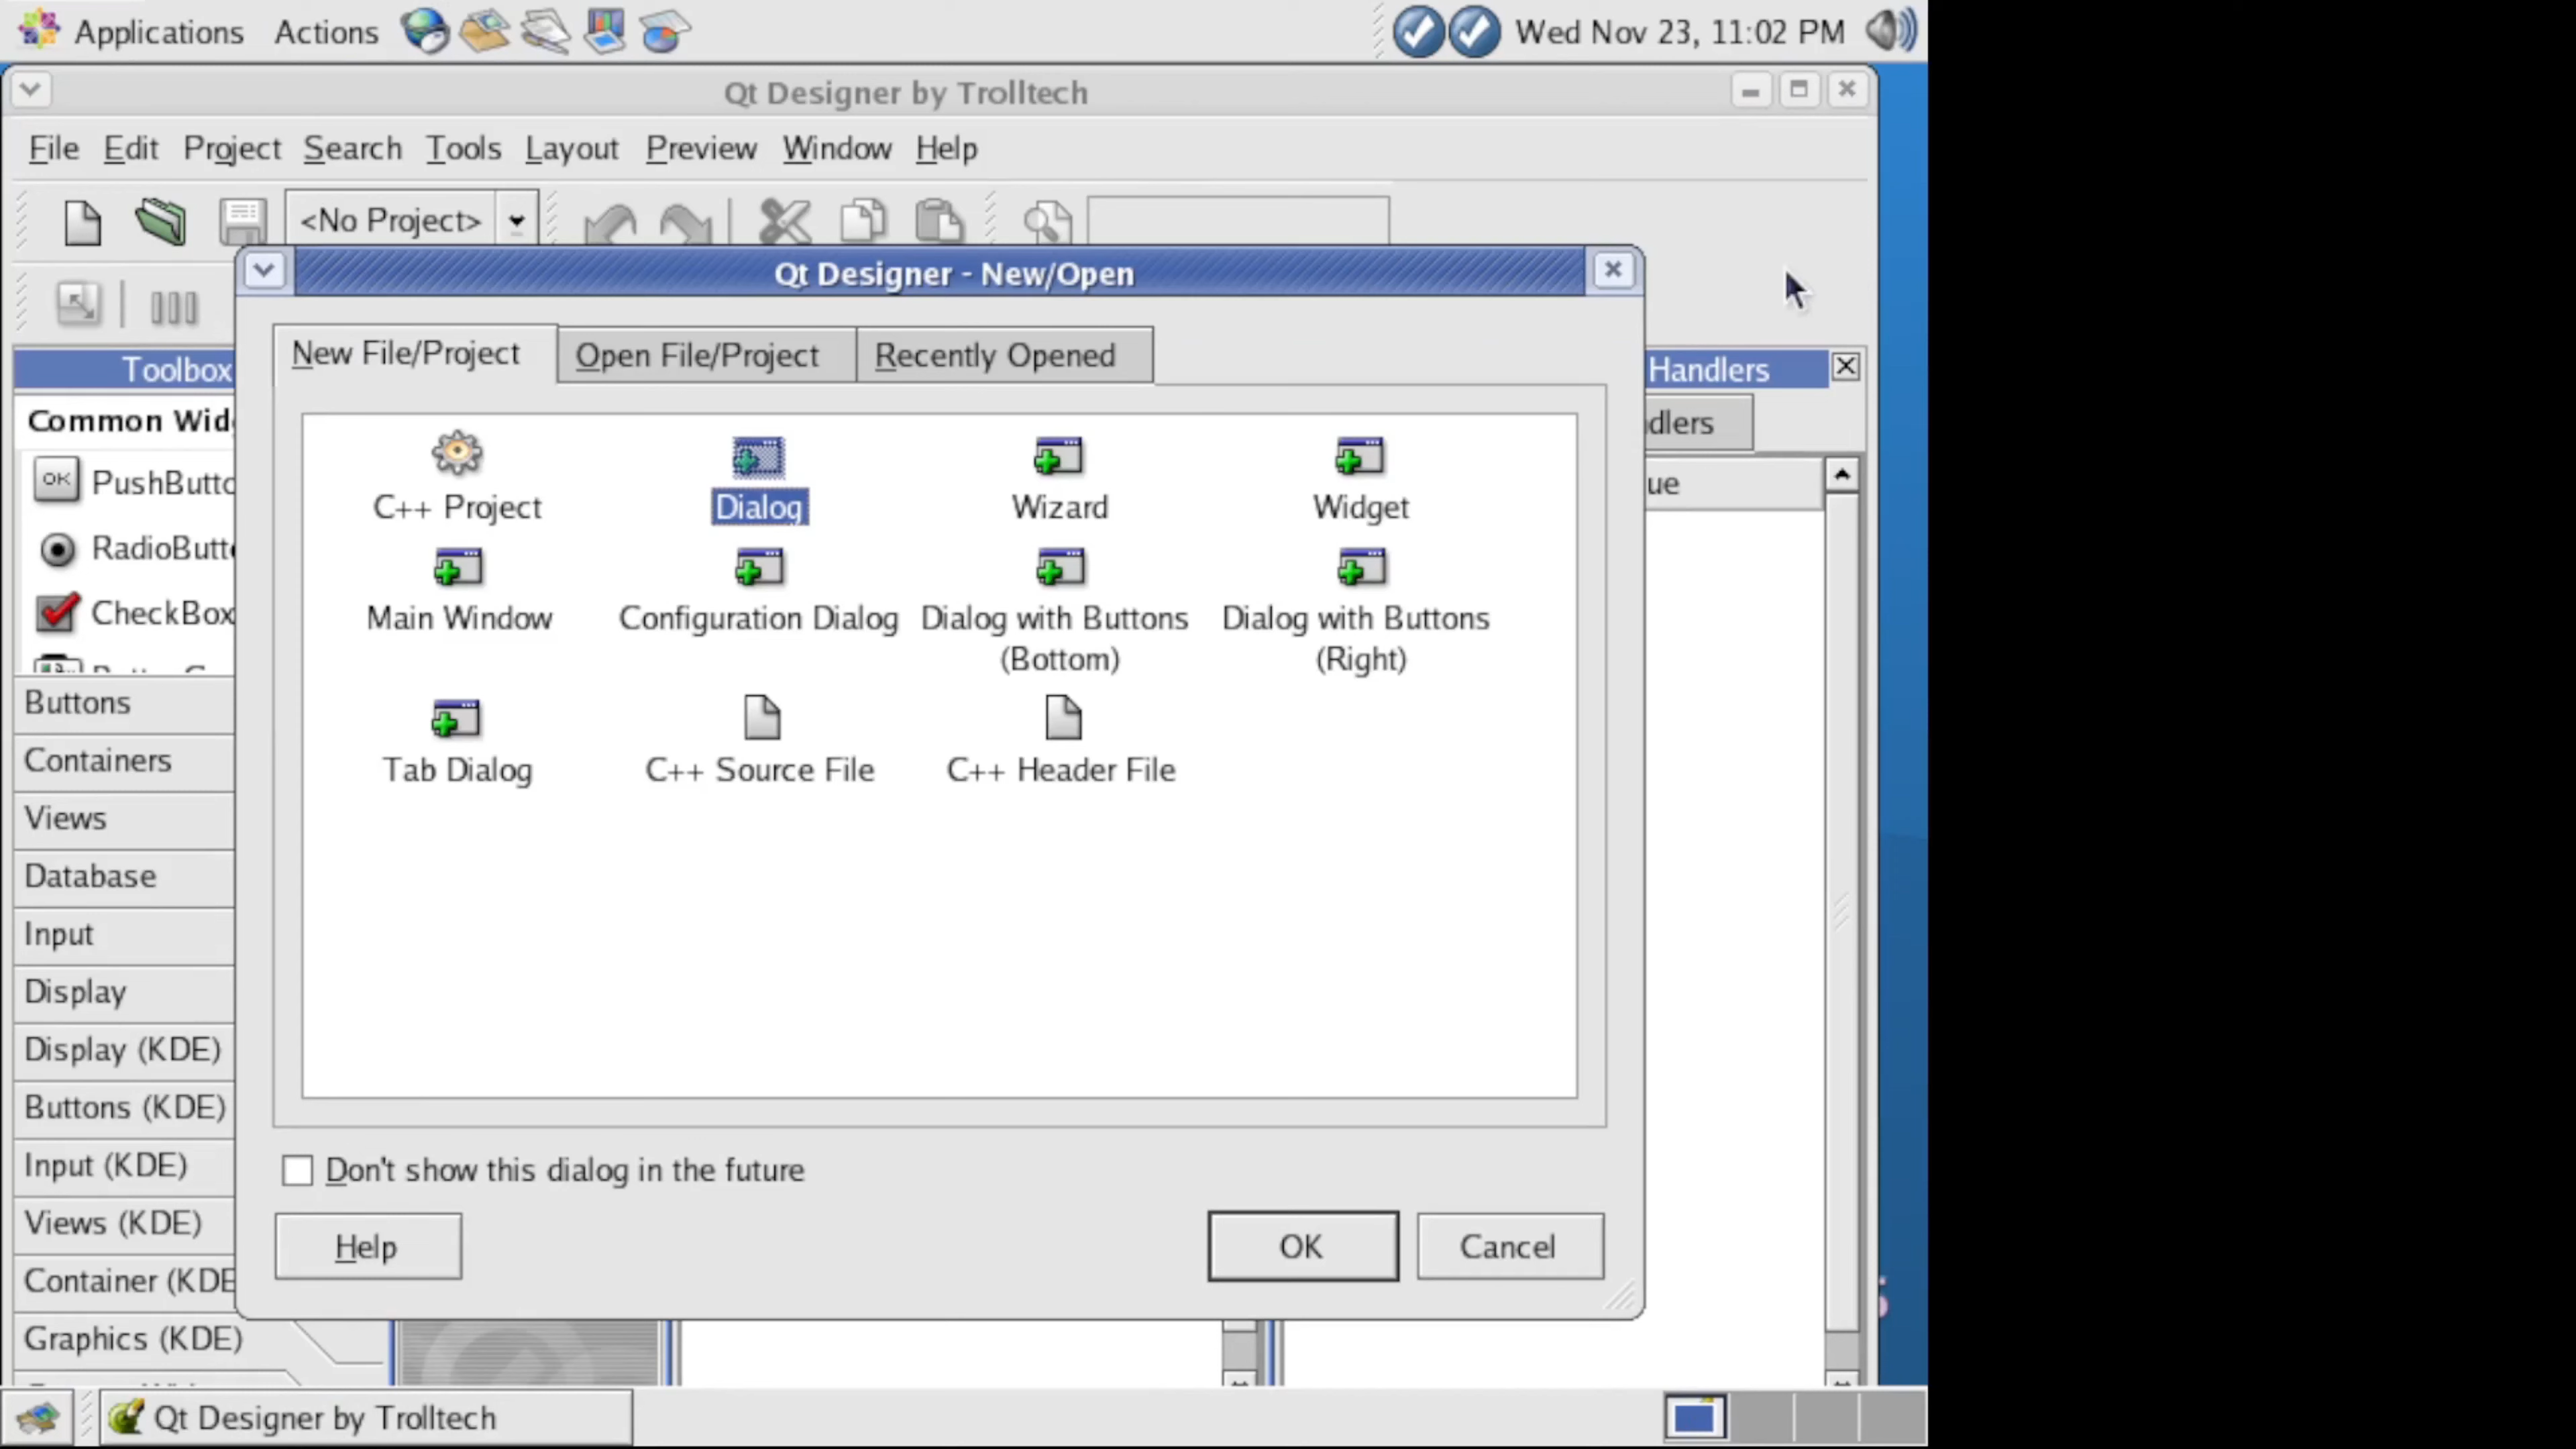 Applications Actions Wed Nov 23, 11:02 PM
Qt Designer by Trolltech
File Edit Project Search Tools Layout Preview Window Help
<No Project>
Qt Designer - New/Open
New File/Project Open File/Project Recently Opened
Toolbox
Handlers
Common
dlers
OK
ue
CheckBox
C++ Project Dialog Wizard Widget
Main Window Configuration Dialog Dialog with Buttons (Bottom) Dialog with Buttons (Right)
Tab Dialog C++ Source File C++ Header File
Buttons
Containers
Views
Database
Input
Display
Display (KDE)
Buttons (KDE)
Input (KDE)
Views (KDE)
Container (KDE
Graphics (KDE)
Don't show this dialog in the future
Help OK Cancel
Qt Designer by Trolltech